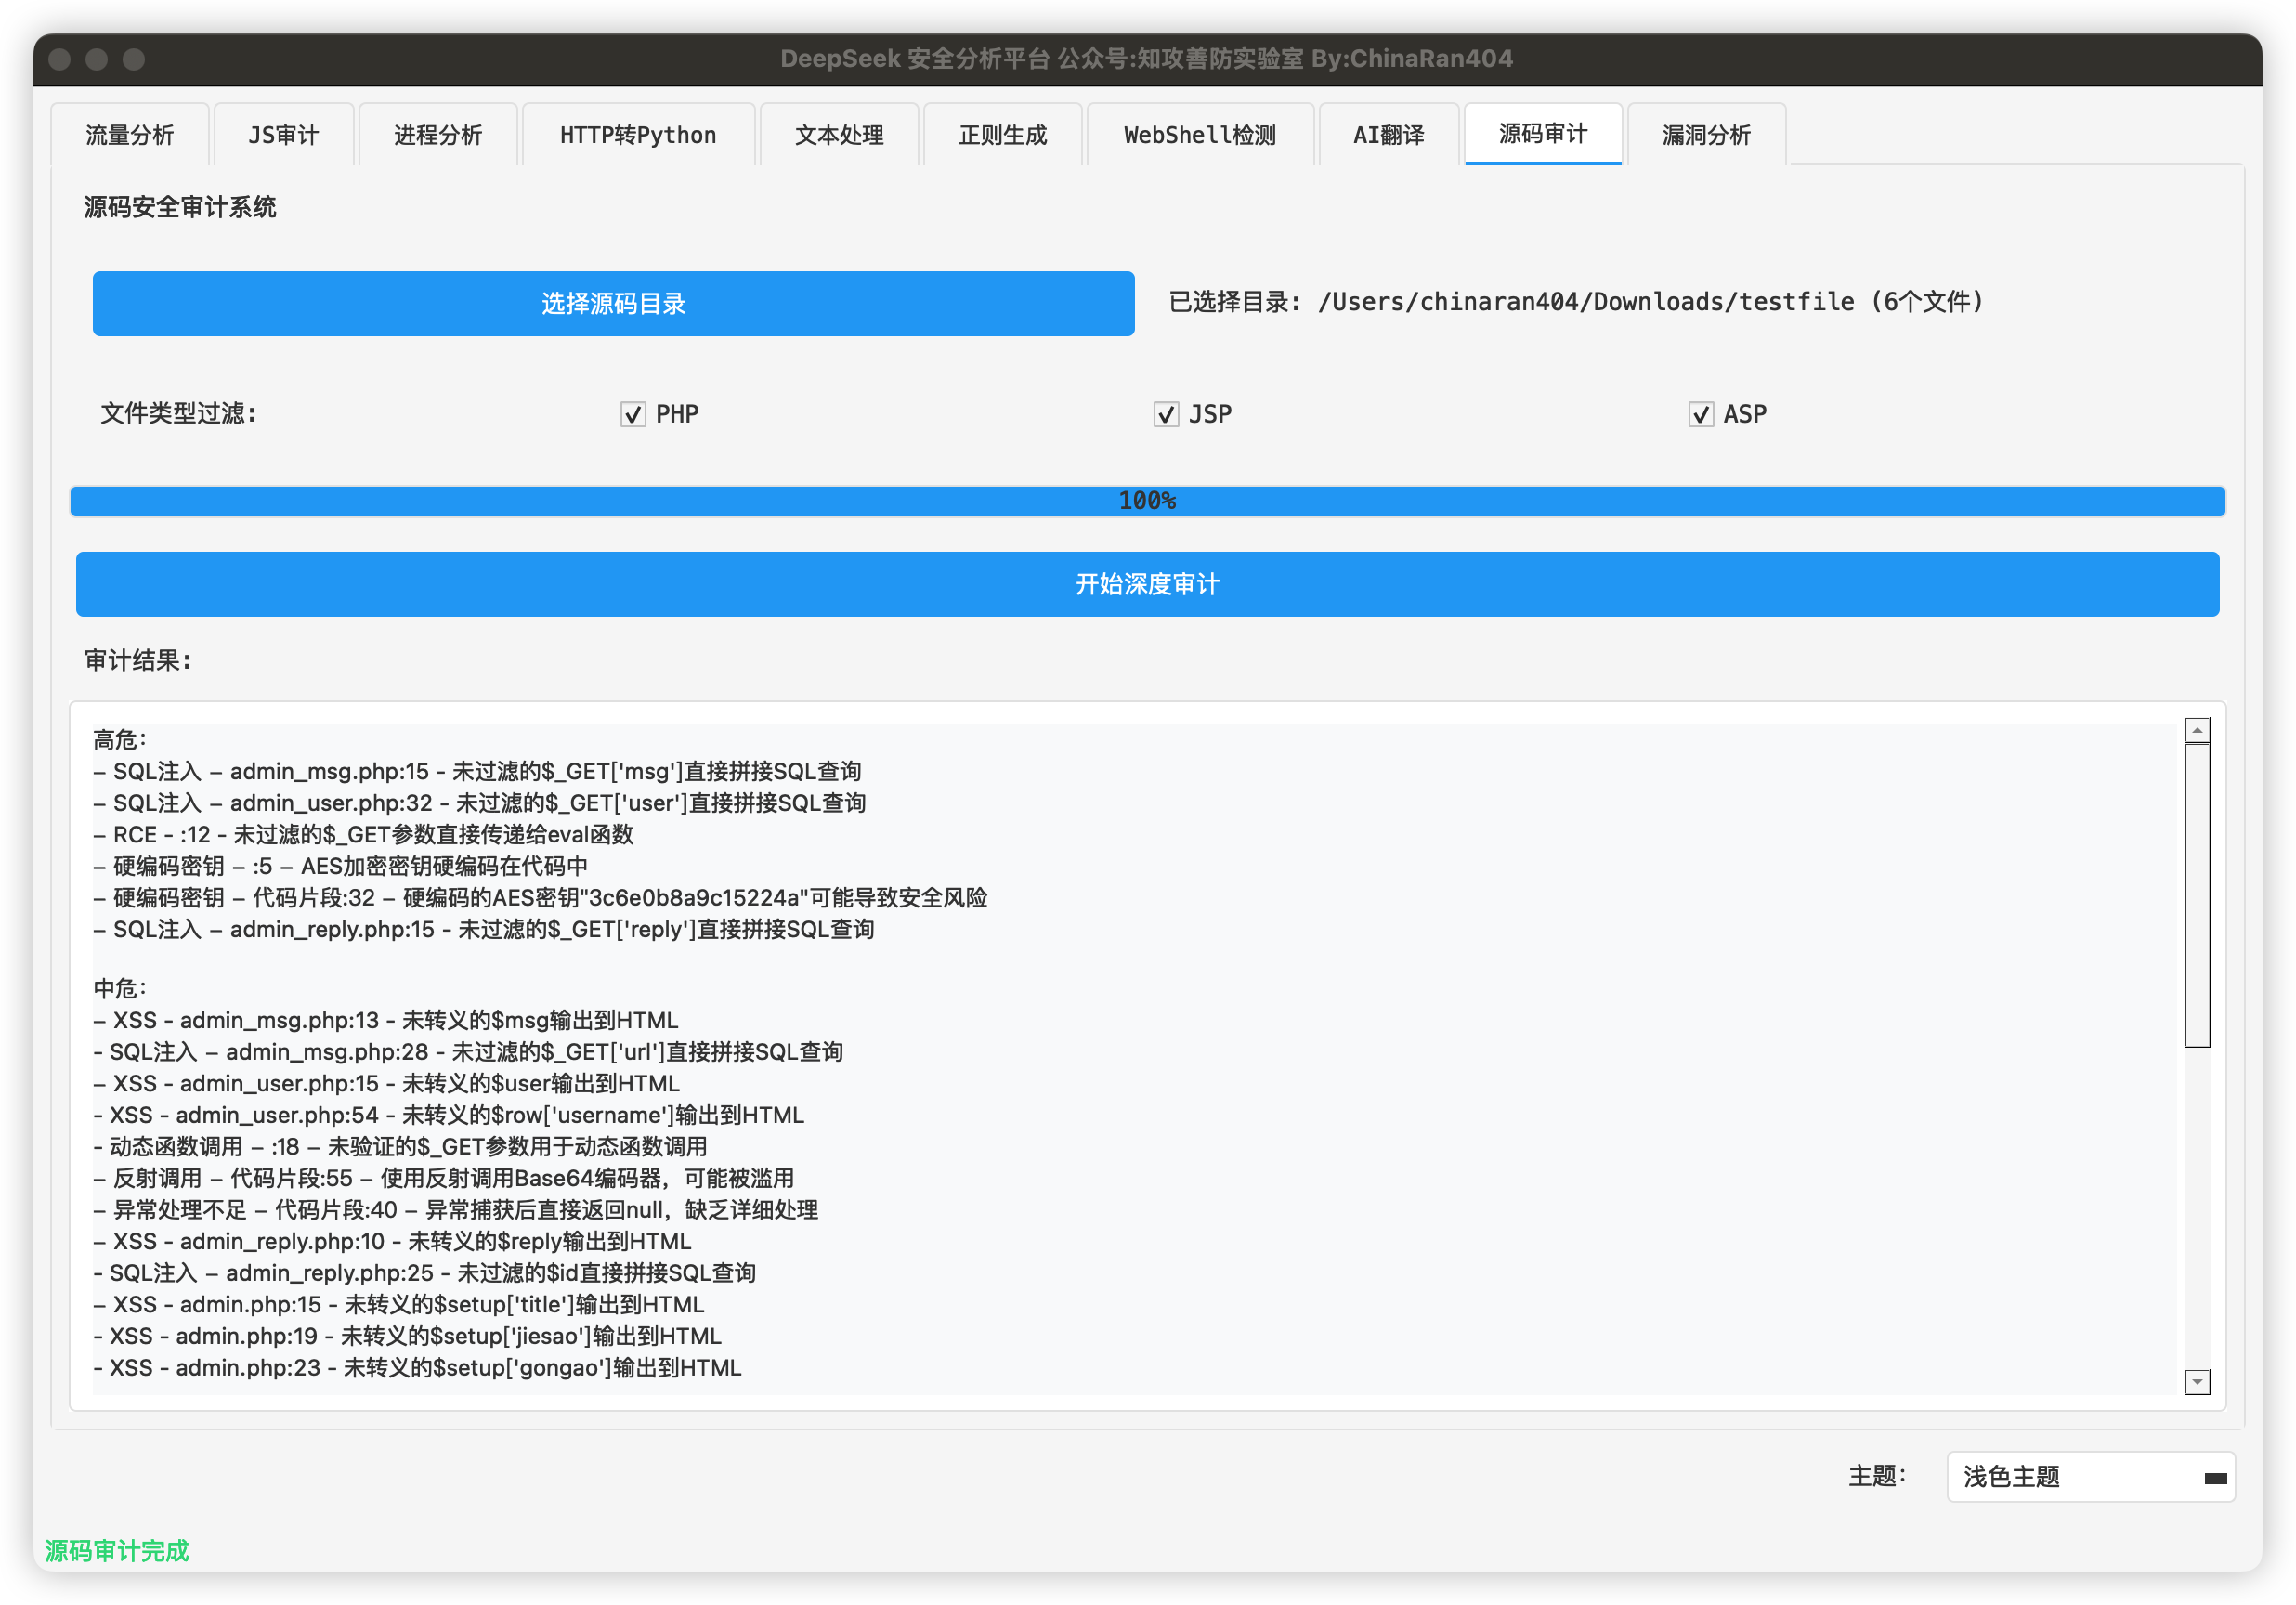 DeepSeek 安全分析平台 公众号:知攻善防实验室 By:ChinaRan404
流量分析 JS审计 进程分析 HTTP转Python 文本处理 正则生成 WebShell检测 AI翻译 源码审计 漏洞分析
源码安全审计系统
选择源码目录 已选择目录: /Users/chinaran404/Downloads/testfile (6个文件)
文件类型过滤: PHP JSP ASP
100%
开始深度审计
审计结果:
高危：
– SQL注入 – admin_msg.php:15 - 未过滤的$_GET['msg']直接拼接SQL查询
– SQL注入 – admin_user.php:32 - 未过滤的$_GET['user']直接拼接SQL查询
– RCE - :12 - 未过滤的$_GET参数直接传递给eval函数
– 硬编码密钥 – :5 – AES加密密钥硬编码在代码中
– 硬编码密钥 – 代码片段:32 – 硬编码的AES密钥"3c6e0b8a9c15224a"可能导致安全风险
– SQL注入 – admin_reply.php:15 - 未过滤的$_GET['reply']直接拼接SQL查询
中危：
– XSS - admin_msg.php:13 - 未转义的$msg输出到HTML
- SQL注入 – admin_msg.php:28 - 未过滤的$_GET['url']直接拼接SQL查询
– XSS - admin_user.php:15 - 未转义的$user输出到HTML
- XSS - admin_user.php:54 - 未转义的$row['username']输出到HTML
- 动态函数调用 – :18 – 未验证的$_GET参数用于动态函数调用
– 反射调用 – 代码片段:55 – 使用反射调用Base64编码器，可能被滥用
– 异常处理不足 – 代码片段:40 – 异常捕获后直接返回null，缺乏详细处理
– XSS - admin_reply.php:10 - 未转义的$reply输出到HTML
- SQL注入 – admin_reply.php:25 - 未过滤的$id直接拼接SQL查询
– XSS - admin.php:15 - 未转义的$setup['title']输出到HTML
- XSS - admin.php:19 - 未转义的$setup['jiesao']输出到HTML
- XSS - admin.php:23 - 未转义的$setup['gongao']输出到HTML
主题: 浅色主题
源码审计完成